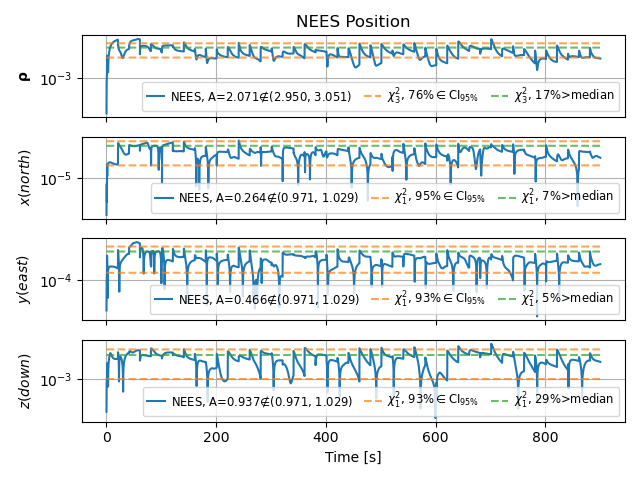 NEES Position
ρ
10⁻³
NEES, A=2.071∉(2.950, 3.051) χ²₃, 76%∈CI₉₅% χ²₃, 17%>median
x(north)
10⁻⁵
NEES, A=0.264∉(0.971, 1.029) χ²₁, 95%∈CI₉₅% χ²₁, 7%>median
y(east)
10⁻⁴
NEES, A=0.466∉(0.971, 1.029) χ²₁, 93%∈CI₉₅% χ²₁, 5%>median
z(down)
10⁻³
NEES, A=0.937∉(0.971, 1.029) χ²₁, 93%∈CI₉₅% χ²₁, 29%>median
0 200 400 600 800
Time [s]